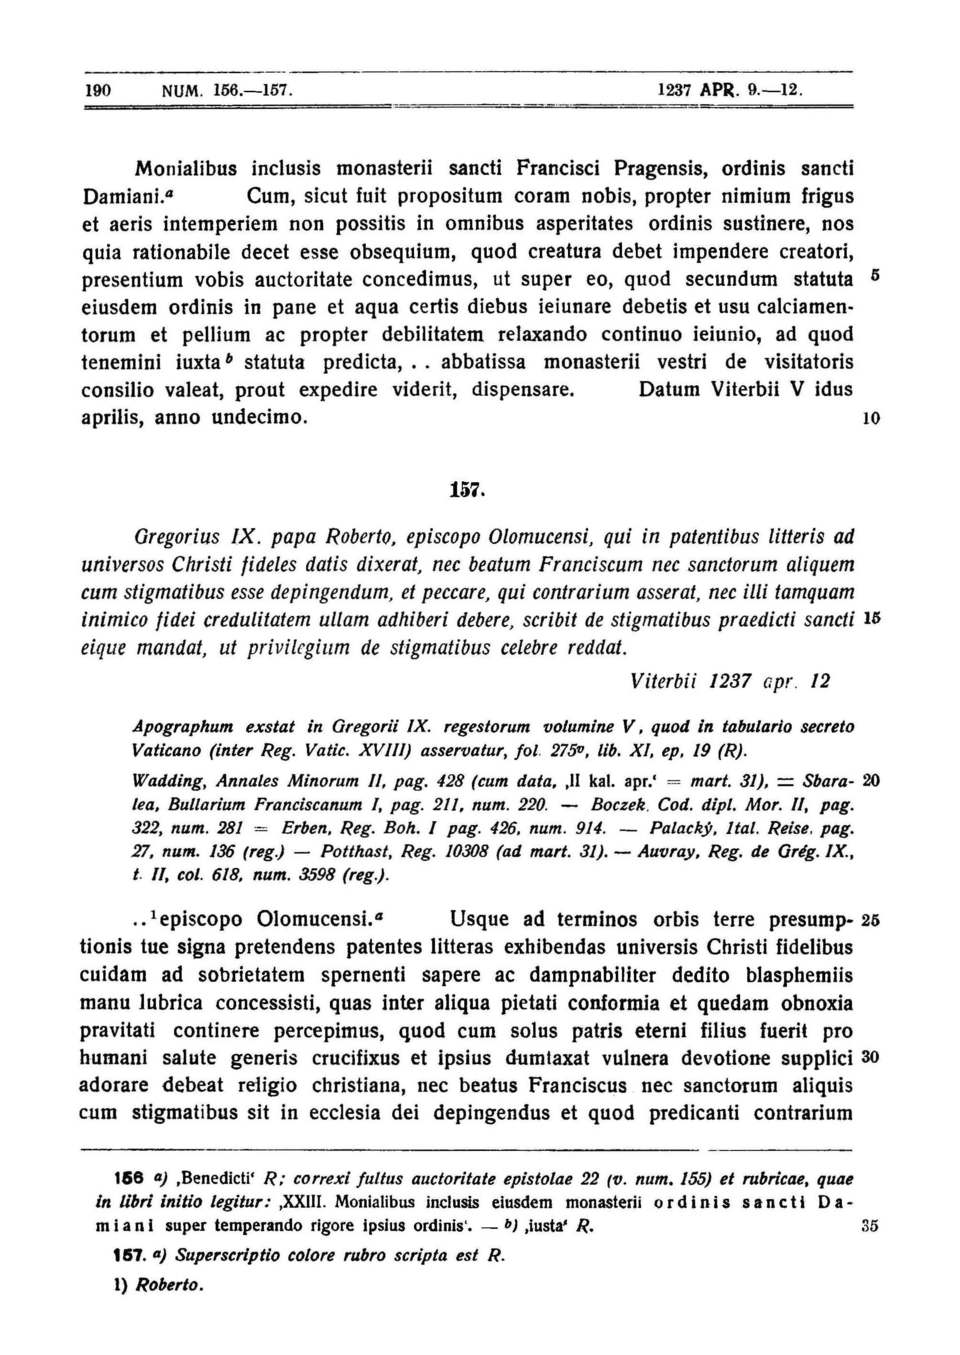 190 NUM. 156.—157. 1237 APR. 9.—12.
Monialibus inclusis monasterii sancti Francisci Pragensis, ordinis sancti
Damiani.ª Cum, sicut fuit propositum coram nobis, propter nimium frigus
et aeris intemperiem non possitis in omnibus asperitates ordinis sustinere, nos
quia rationabile decet esse obsequium, quod creatura debet impendere creatori,
presentium vobis auctoritate concedimus, ut super eo, quod secundum statuta 5
eiusdem ordinis in pane et aqua certis diebus ieiunare debetis et usu calciamen-
torum et pellium ac propter debilitatem relaxando continuo ieiunio, ad quod
tenemini iuxta ᵇ statuta predicta, . . abbatissa monasterii vestri de visitatoris
consilio valeat, prout expedire viderit, dispensare. Datum Viterbii V idus
aprilis, anno undecimo. 10
157.
Gregorius IX. papa Roberto, episcopo Olomucensi, qui in patentibus litteris ad
universos Christi fideles datis dixerat, nec beatum Franciscum nec sanctorum aliquem
cum stigmatibus esse depingendum, et peccare, qui contrarium asserat, nec illi tamquam
inimico fidei credulitatem ullam adhiberi debere, scribit de stigmatibus praedicti sancti 15
eique mandat, ut privilegium de stigmatibus celebre reddat.
Viterbii 1237 apr. 12
Apographum exstat in Gregorii IX. regestorum volumine V, quod in tabulario secreto
Vaticano (inter Reg. Vatic. XVIII) asservatur, fol. 275ᵛ, lib. XI, ep, 19 (R).
Wadding, Annales Minorum II, pag. 428 (cum data, ‚II kal. apr.‘ = mart. 31), = Sbara- 20
lea, Bullarium Franciscanum I, pag. 211, num. 220. — Boczek, Cod. dipl. Mor. II, pag.
322, num. 281 = Erben, Reg. Boh. I pag. 426, num. 914. — Palacký, Ital. Reise, pag.
27, num. 136 (reg.) — Potthast, Reg. 10308 (ad mart. 31). — Auvray, Reg. de Grég. IX.,
t. II, col. 618, num. 3598 (reg.).
. . ¹episcopo Olomucensi.ª Usque ad terminos orbis terre presump- 25
tionis tue signa pretendens patentes litteras exhibendas universis Christi fidelibus
cuidam ad sobrietatem spernenti sapere ac dampnabiliter dedito blasphemiis
manu lubrica concessisti, quas inter aliqua pietati conformia et quedam obnoxia
pravitati continere percepimus, quod cum solus patris eterni filius fuerit pro
humani salute generis crucifixus et ipsius dumtaxat vulnera devotione supplici 30
adorare debeat religio christiana, nec beatus Franciscus nec sanctorum aliquis
cum stigmatibus sit in ecclesia dei depingendus et quod predicanti contrarium
156 a) ‚Benedicti‘ R; correxi fultus auctoritate epistolae 22 (v. num. 155) et rubricae, quae
in libri initio legitur: ‚XXIII. Monialibus inclusis eiusdem monasterii ordinis sancti Da-
miani super temperando rigore ipsius ordinis‘. — b) ‚iusta‘ R. 35
157. a) Superscriptio colore rubro scripta est R.
1) Roberto.